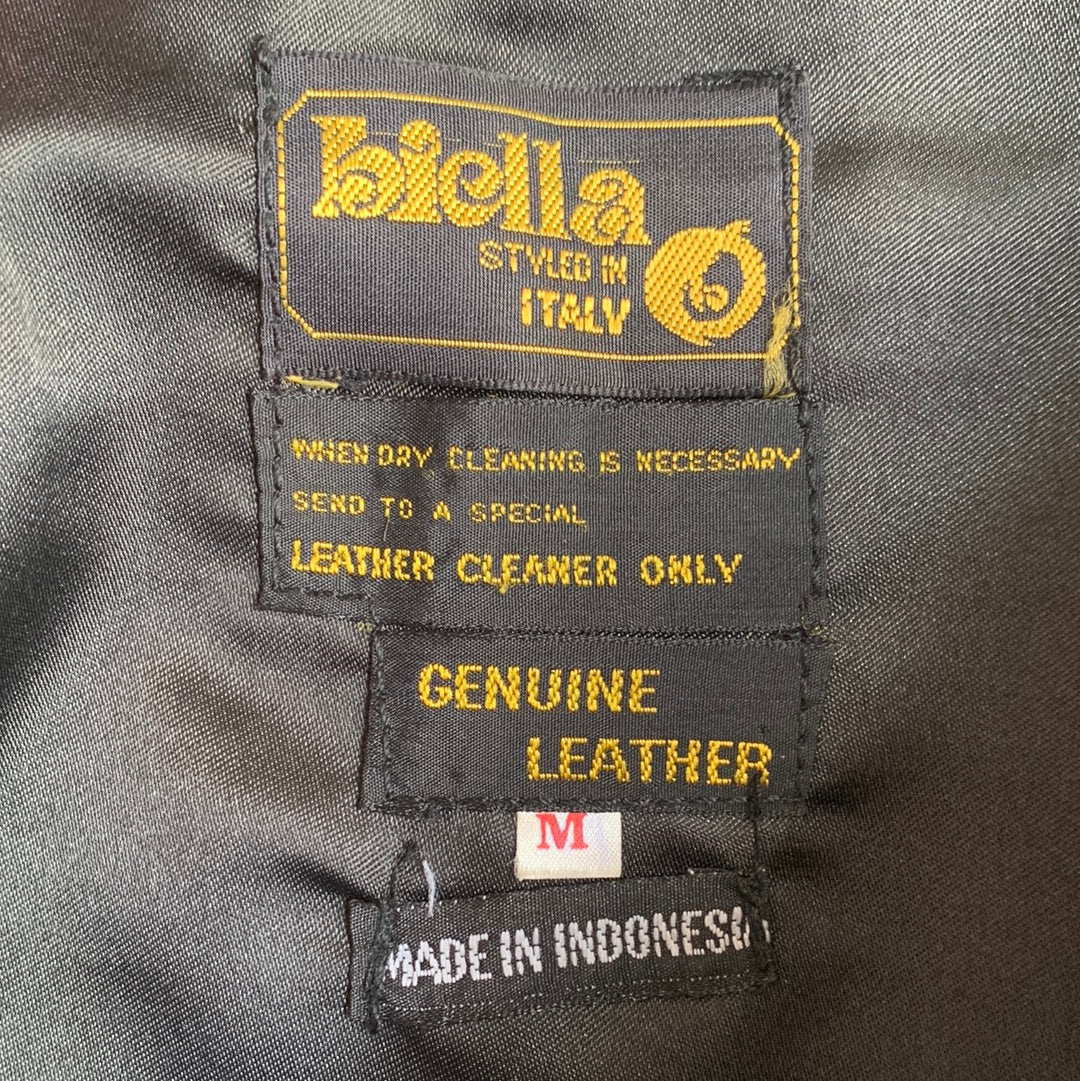 biella
STYLED IN
ITALY
WHEN DRY CLEANING IS NECESSARY
SEND TO A SPECIAL
LEATHER CLEANER ONLY
GENUINE
LEATHER
M
MADE IN INDONESIA